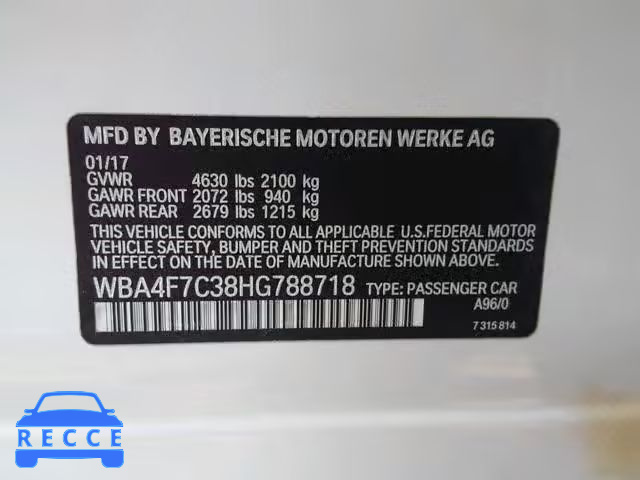 MFD BY BAYERISCHE MOTOREN WERKE AG
01/17
GVWR 4630 lbs 2100 kg
GAWR FRONT 2072 lbs 940 kg
GAWR REAR 2679 lbs 1215 kg
THIS VEHICLE CONFORMS TO ALL APPLICABLE U.S.FEDERAL MOTOR
VEHICLE SAFETY, BUMPER AND THEFT PREVENTION STANDARDS
IN EFFECT ON THE DATE OF MANUFACTURE SHOWN ABOVE.
WBA4F7C38HG788718 TYPE: PASSENGER CAR
A96/0
7 315 814
RECCE